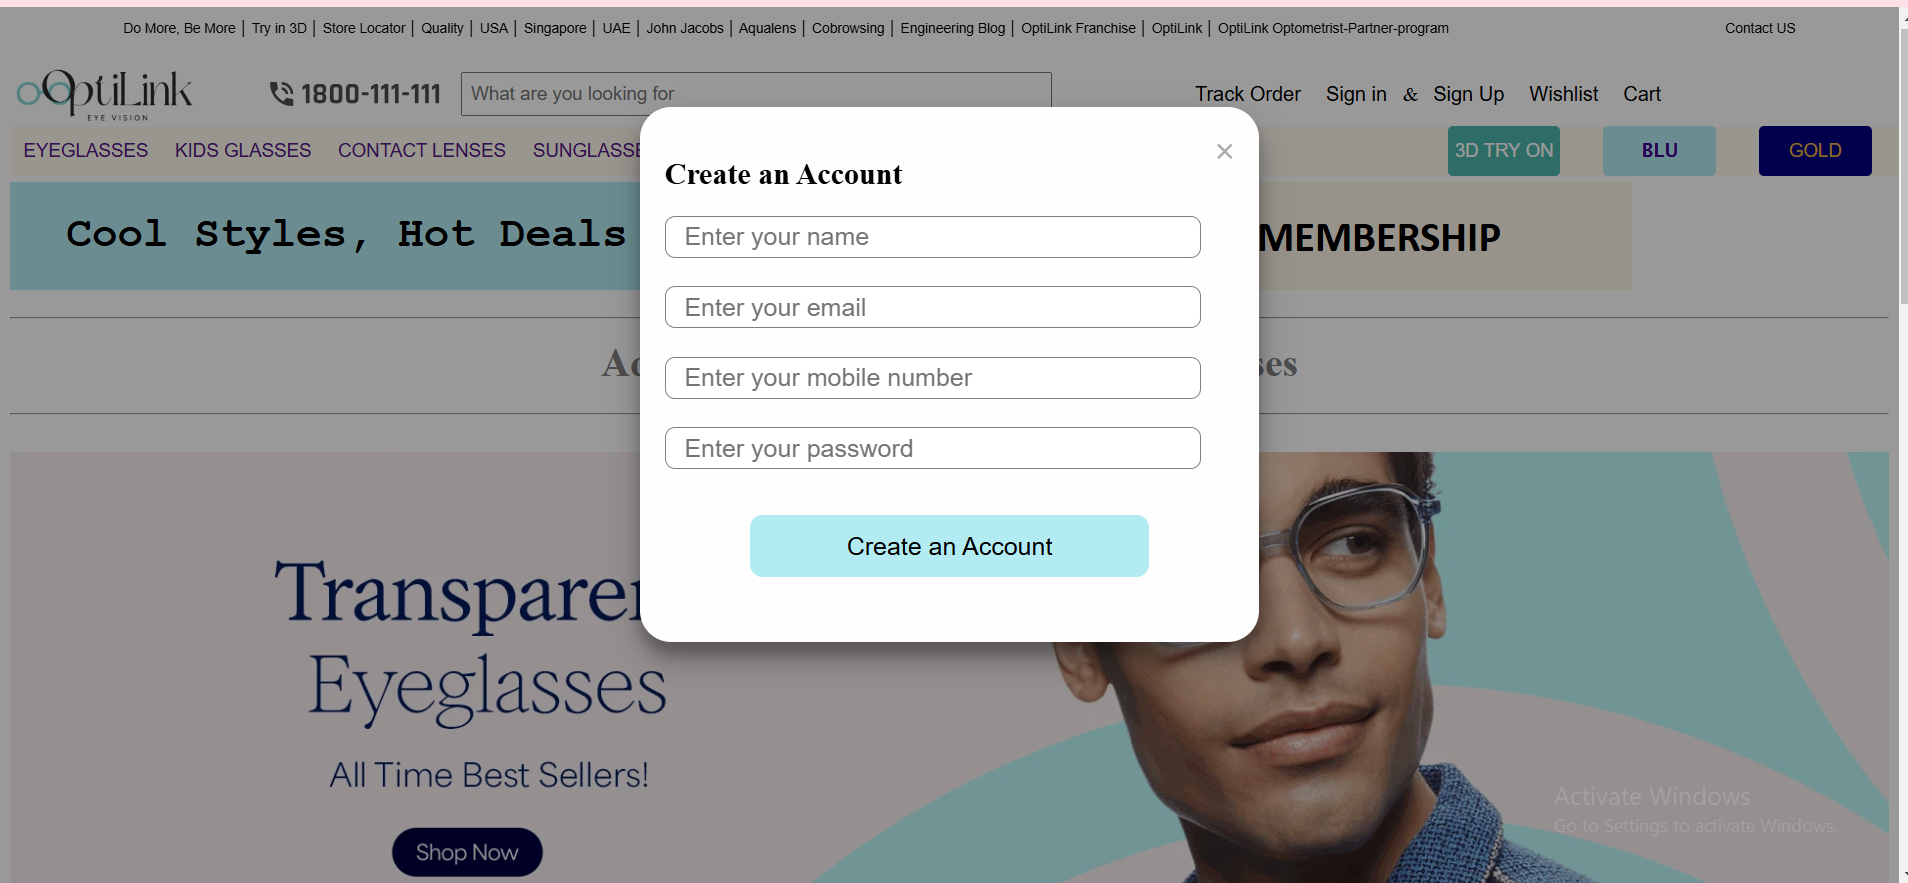 Do More, Be More | Try in 3D | Store Locator | Quality | USA | Singapore | UAE | John Jacobs | Aqualens | Cobrowsing | Engineering Blog | OptiLink Franchise | OptiLink | OptiLink Optometrist-Partner-program Contact US
OptiLink
EYE VISION
1800-111-111
What are you looking for
Track Order Sign in & Sign Up Wishlist Cart
EYEGLASSES KIDS GLASSES CONTACT LENSES SUNGLASSE
3D TRY ON BLU GOLD
Cool Styles, Hot Deals
MEMBERSHIP
×
Create an Account
Enter your name
Enter your email
Enter your mobile number
Enter your password
Create an Account
Transparen
Eyeglasses
All Time Best Sellers!
Shop Now
Activate Windows
Go to Settings to activate Windows.